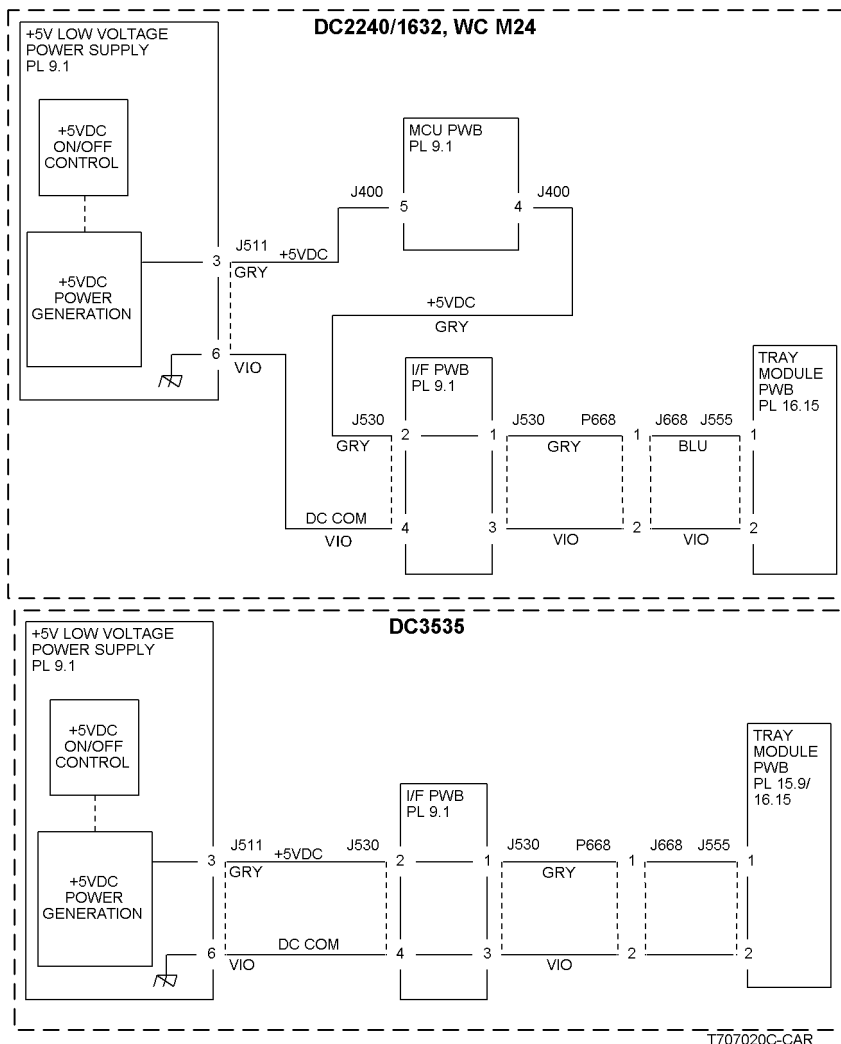 DC2240/1632, WC M24
+5V LOW VOLTAGE
POWER SUPPLY
PL 9.1
+5VDC
ON/OFF
CONTROL
+5VDC
POWER
GENERATION
3
J511
+5VDC
GRY
6
VIO
MCU PWB
PL 9.1
J400
5
4
J400
+5VDC
GRY
I/F PWB
PL 9.1
J530
2
GRY
1
J530
P668
GRY
1
J668
J555
BLU
1
TRAY
MODULE
PWB
PL 16.15
DC COM
VIO
4
3
VIO
2
VIO
2
DC3535
+5V LOW VOLTAGE
POWER SUPPLY
PL 9.1
+5VDC
ON/OFF
CONTROL
+5VDC
POWER
GENERATION
3
J511
+5VDC
J530
GRY
2
I/F PWB
PL 9.1
1
J530
P668
GRY
1
J668
J555
1
TRAY
MODULE
PWB
PL 15.9/
16.15
6
VIO
DC COM
4
3
VIO
2
2
T707020C-CAR